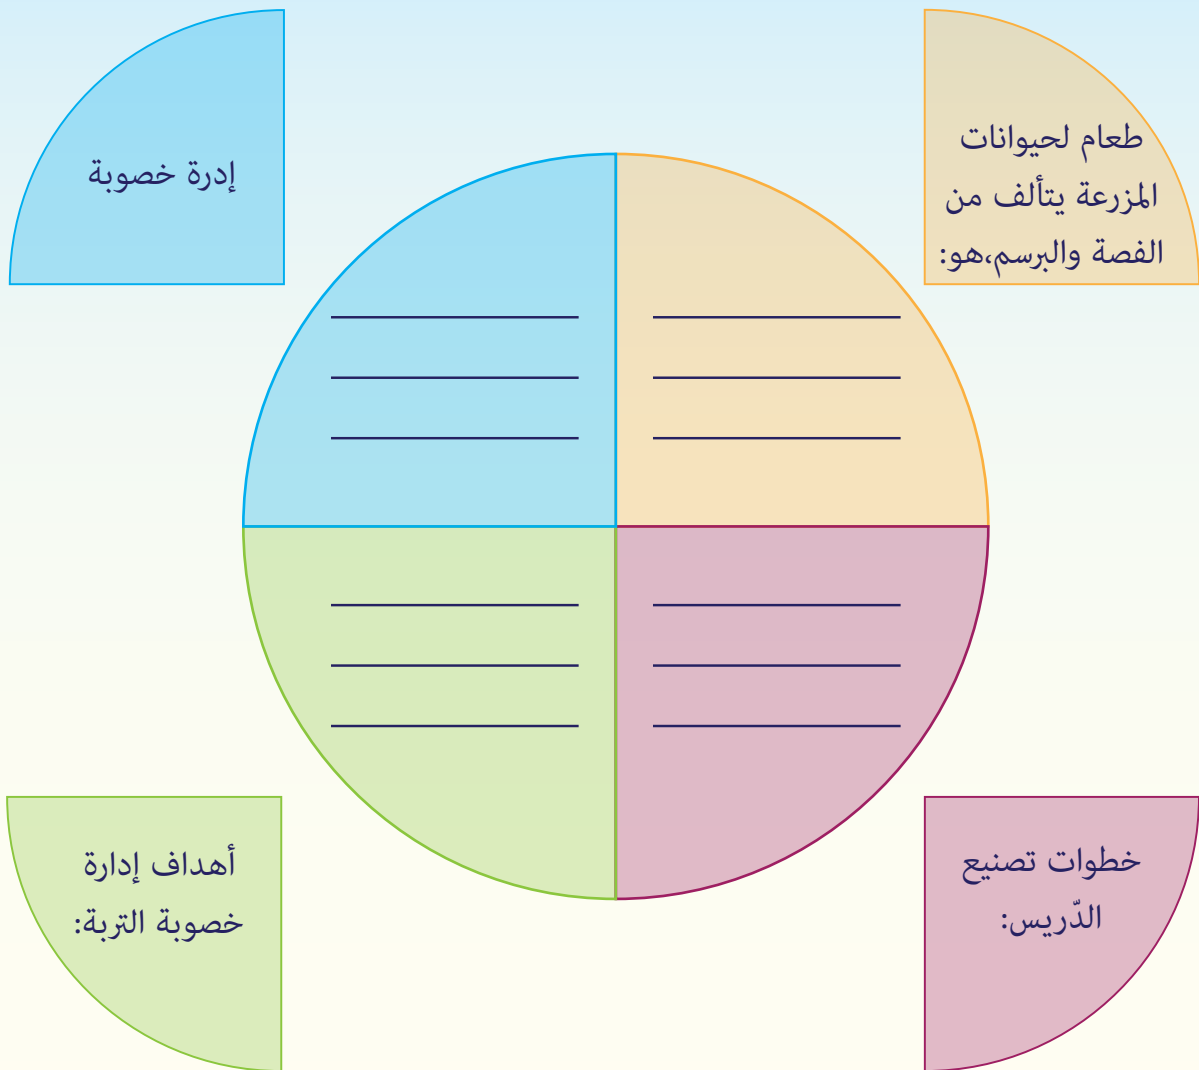 طعام لحيوانات
المزرعة يتألف من
الفصة والبرسم،هو:
إدرة خصوبة
خطوات تصنيع
الدّريس:
أهداف إدارة
خصوبة التربة: